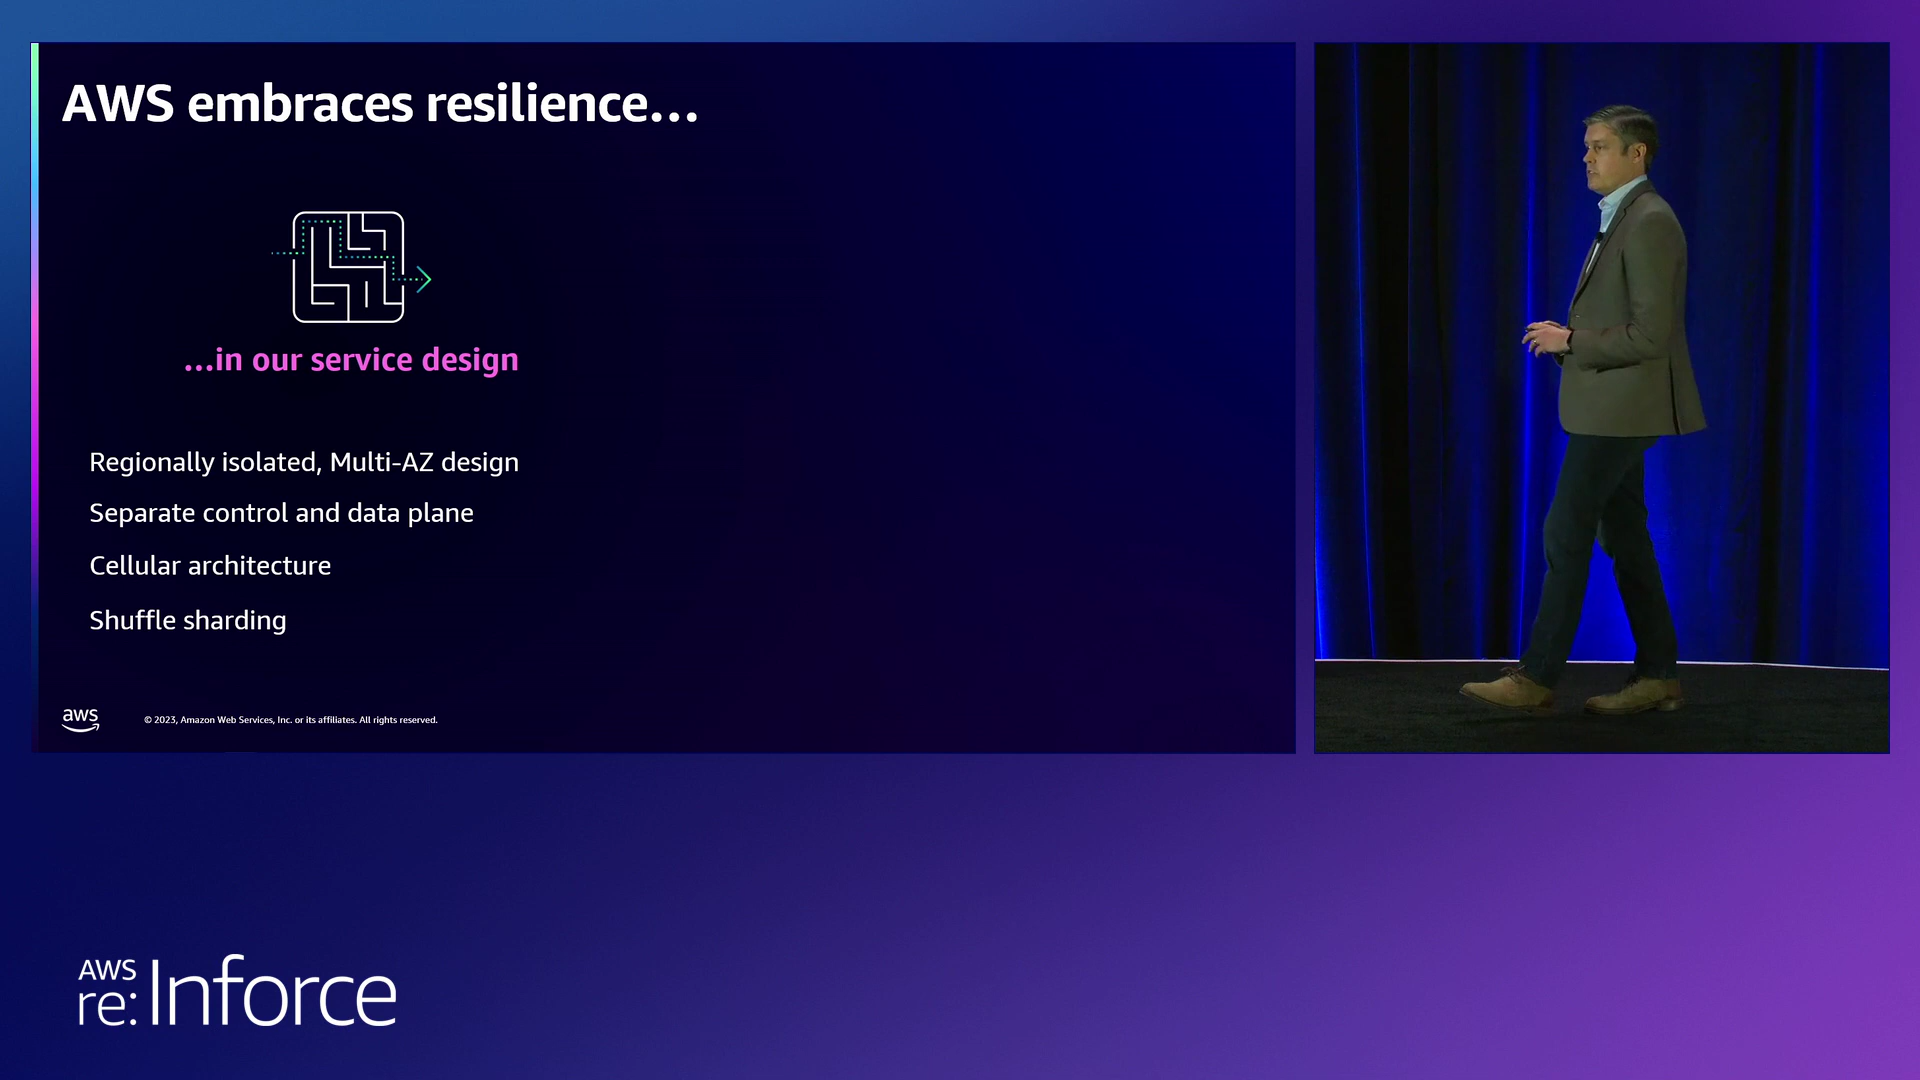 AWS embraces resilience...
...in our service design
Regionally isolated, Multi-AZ design
Separate control and data plane
Cellular architecture
Shuffle sharding
aws
© 2023, Amazon Web Services, Inc. or its affiliates. All rights reserved.
AWS
re:Inforce